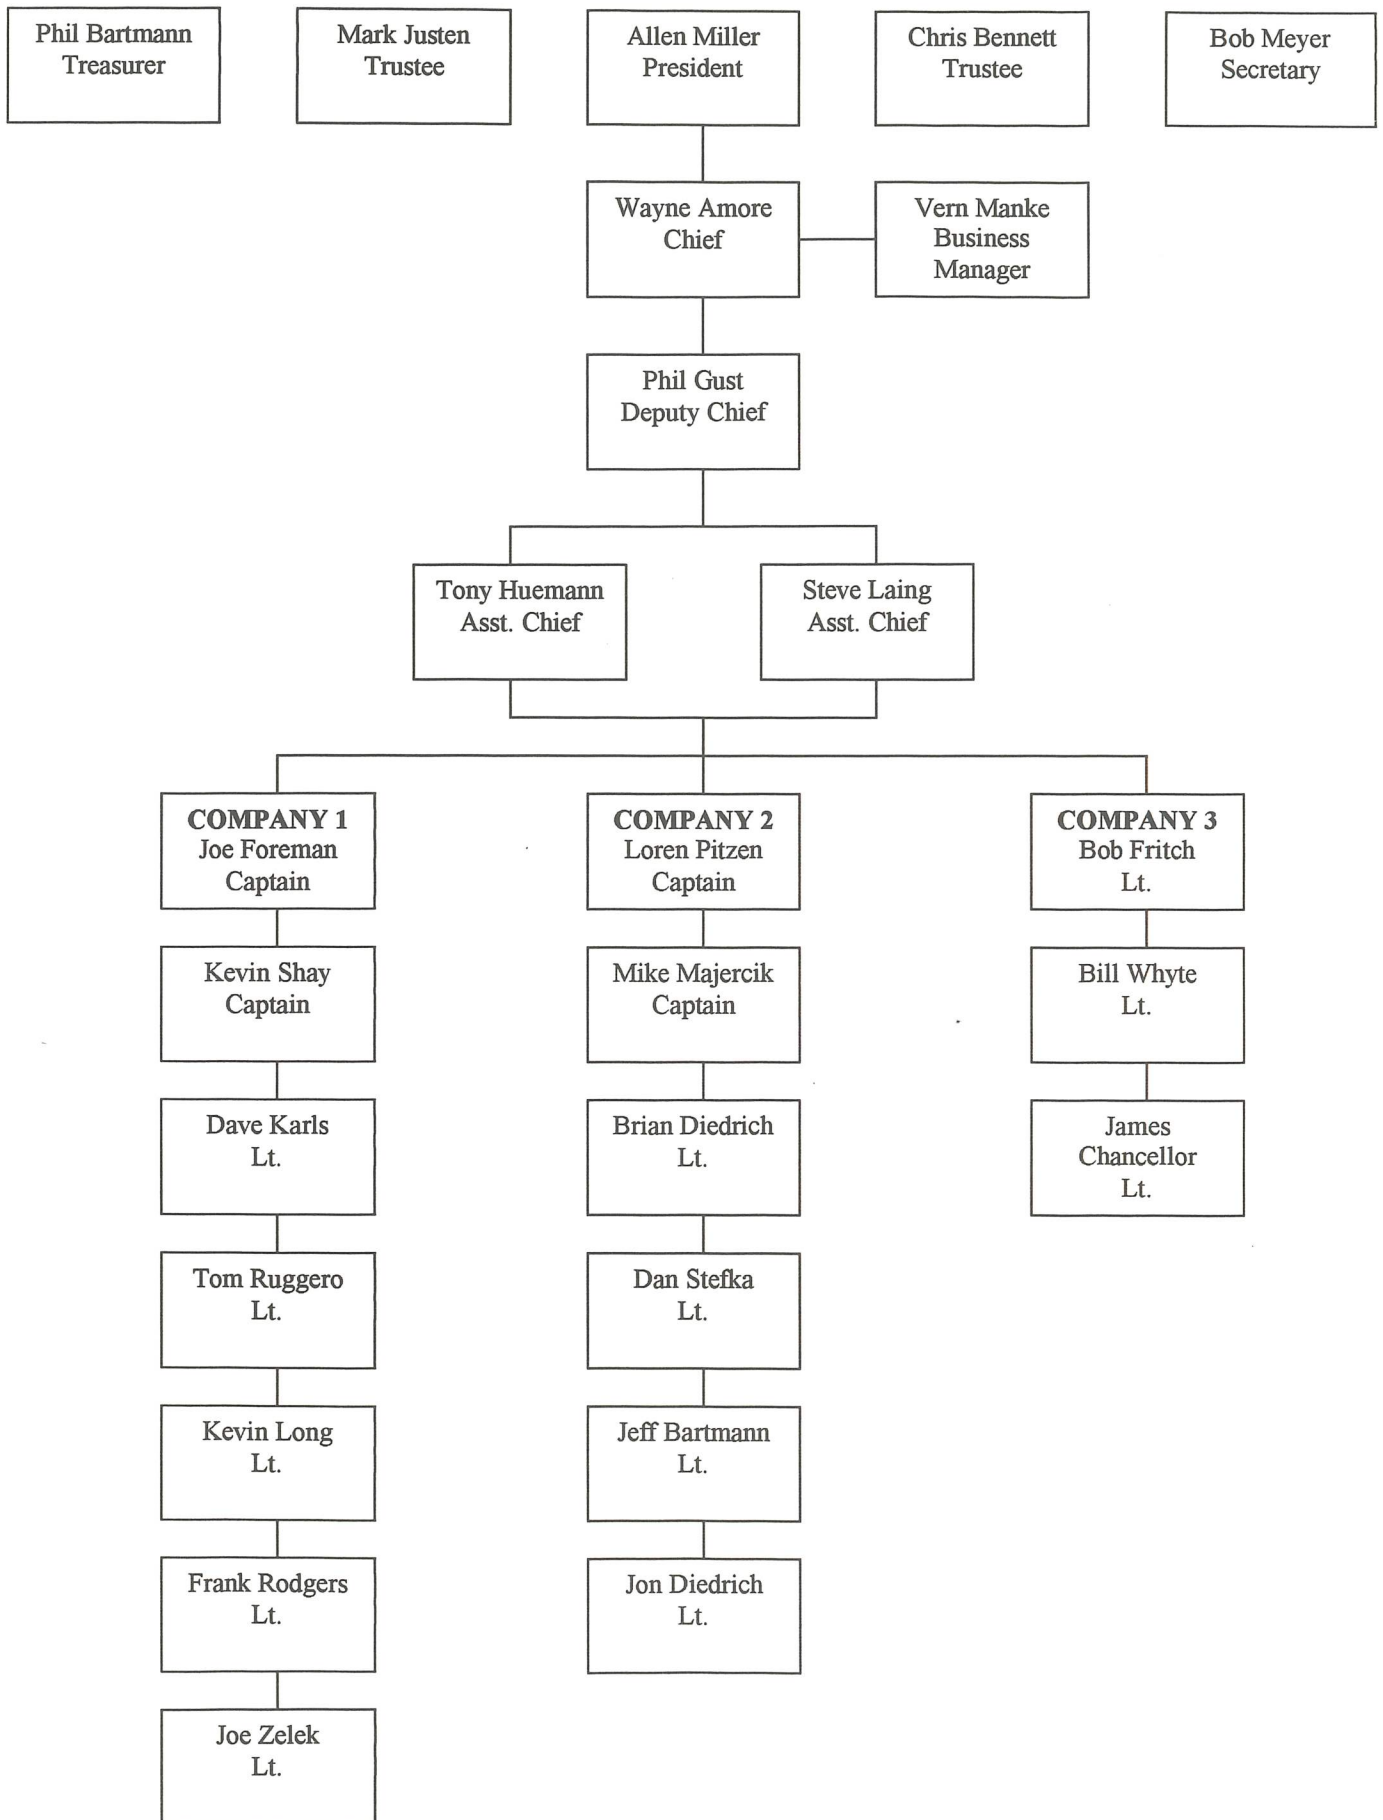 Phil Bartmann
Treasurer
Mark Justen
Trustee
Allen Miller
President
Chris Bennett
Trustee
Bob Meyer
Secretary
Wayne Amore
Chief
Vern Manke
Business
Manager
Phil Gust
Deputy Chief
Tony Huemann
Asst. Chief
Steve Laing
Asst. Chief
COMPANY 1
Joe Foreman
Captain
COMPANY 2
Loren Pitzen
Captain
COMPANY 3
Bob Fritch
Lt.
Kevin Shay
Captain
Mike Majercik
Captain
Bill Whyte
Lt.
Dave Karls
Lt.
Brian Diedrich
Lt.
James
Chancellor
Lt.
Tom Ruggero
Lt.
Dan Stefka
Lt.
Kevin Long
Lt.
Jeff Bartmann
Lt.
Frank Rodgers
Lt.
Jon Diedrich
Lt.
Joe Zelek
Lt.